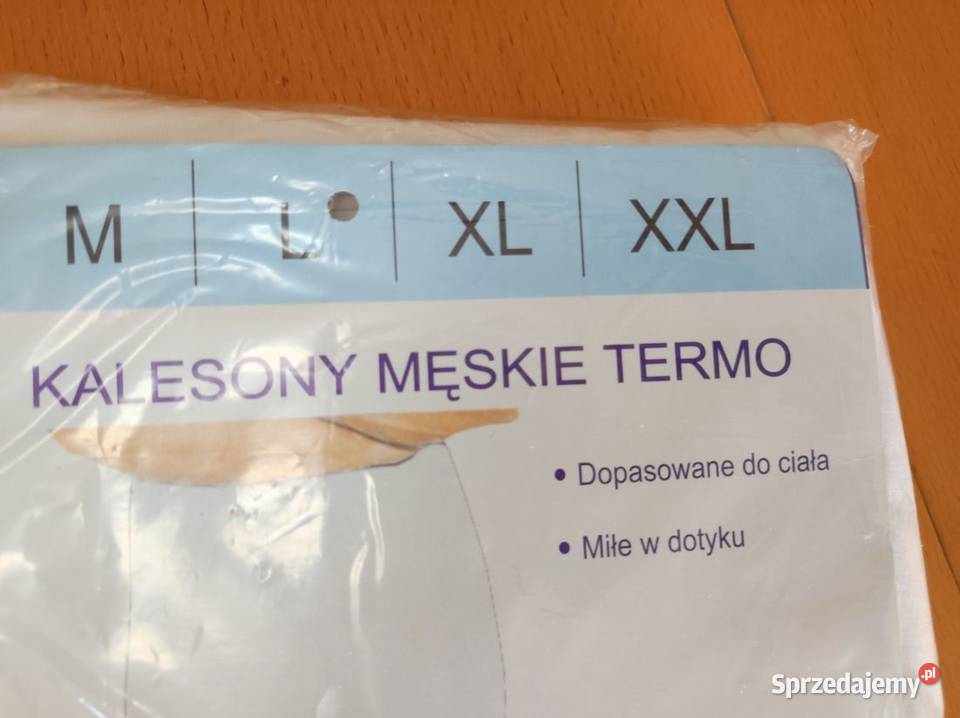 M L XL XXL
KALESONY MĘSKIE TERMO
• Dopasowane do ciała
• Miłe w dotyku
Sprzedajemy.pl